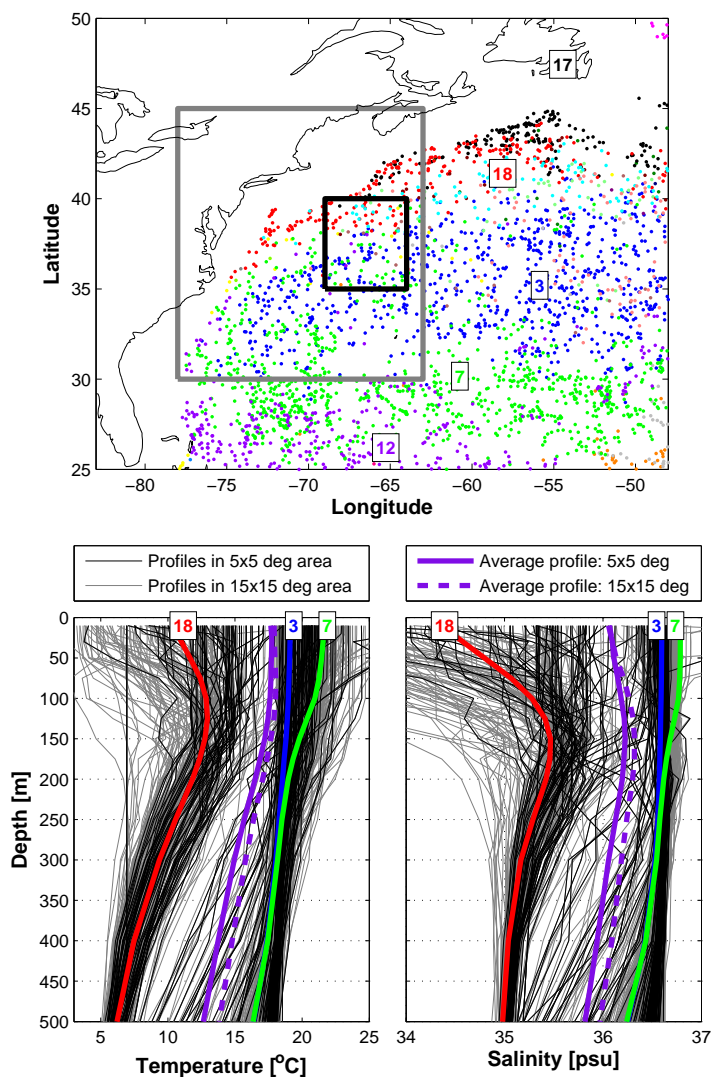 50
45
40
35
30
25
Latitude
17
18
3
7
12
−80 −75 −70 −65 −60 −55 −50
Longitude
Profiles in 5x5 deg area
Profiles in 15x15 deg area
Average profile: 5x5 deg
Average profile: 15x15 deg
0
50
100
150
200
250
300
350
400
450
500
Depth [m]
18 3 7
5 10 15 20 25
Temperature [°C]
18 3 7
34 35 36 37
Salinity [psu]